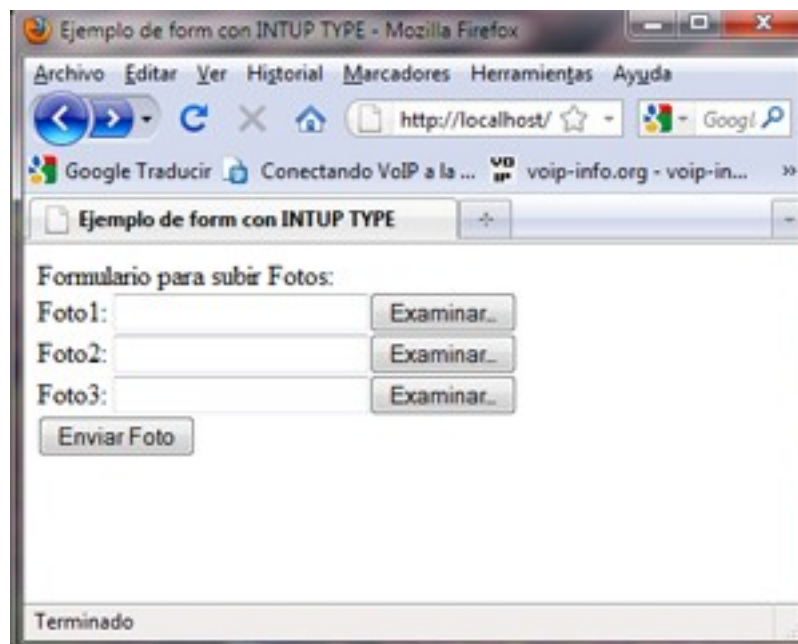 Ejemplo de form con INTUP TYPE - Mozilla Firefox
Archivo Editar Ver Historial Marcadores Herramientas Ayuda
http://localhost/ Googl
Google Traducir Conectando VoIP a la ... VO IP voip-info.org - voip-in... »
Ejemplo de form con INTUP TYPE
Formulario para subir Fotos:
Foto1: Examinar...
Foto2: Examinar...
Foto3: Examinar...
Enviar Foto
Terminado